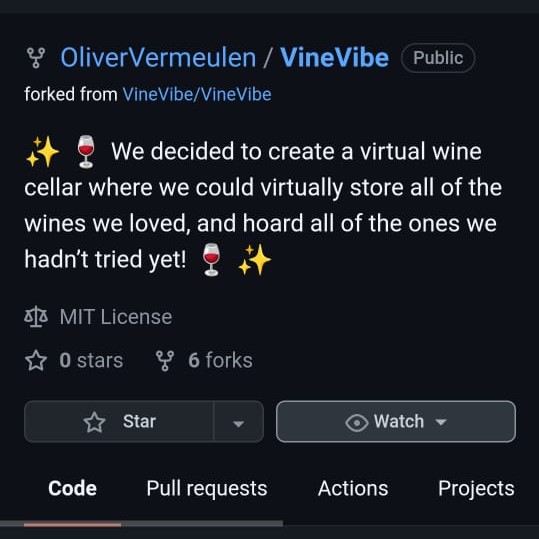 OliverVermeulen / VineVibe Public
forked from VineVibe/VineVibe
✨ 🍷 We decided to create a virtual wine
cellar where we could virtually store all of the
wines we loved, and hoard all of the ones we
hadn’t tried yet! 🍷 ✨
MIT License
0 stars 6 forks
Star Watch
Code Pull requests Actions Projects